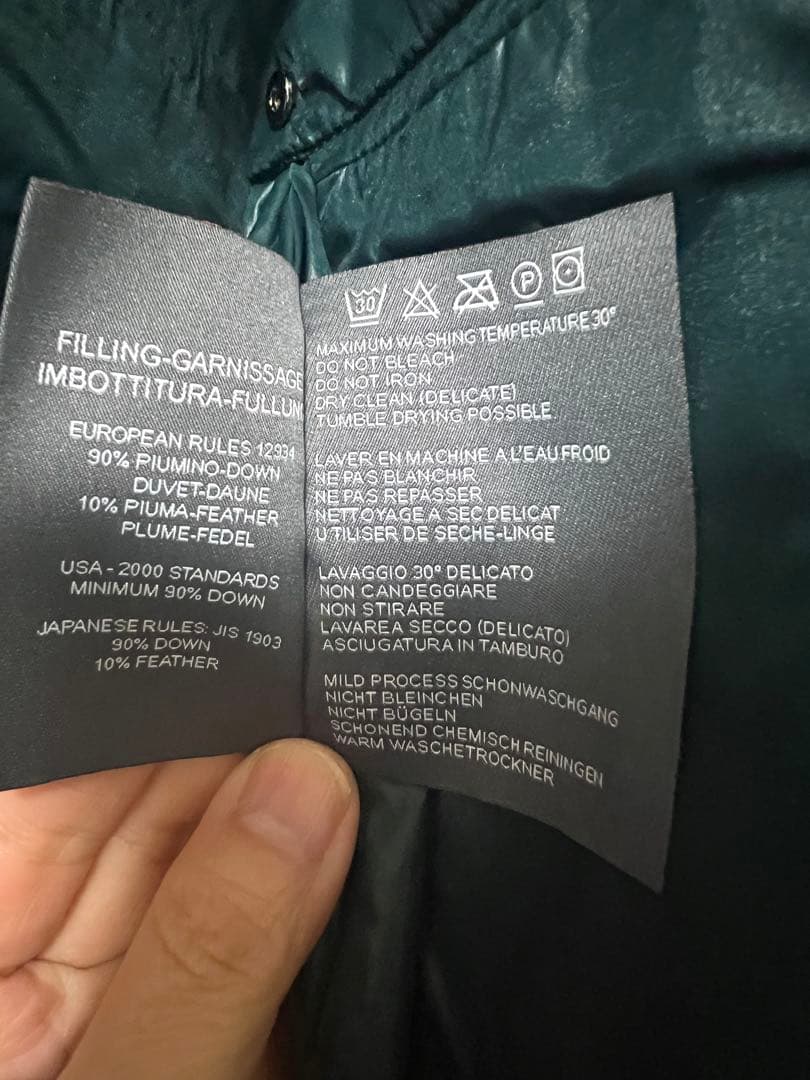 FILLING-GARNISSAGE
IMBOTTITURA-FULLUN
EUROPEAN RULES 12934
90% PIUMINO-DOWN
DUVET-DAUNE
10% PIUMA-FEATHER
PLUME-FEDEL
USA - 2000 STANDARDS
MINIMUM 90% DOWN
JAPANESE RULES: JIS 1903
90% DOWN
10% FEATHER
30
P
MAXIMUM WASHING TEMPERATURE 30°
DO NOT BLEACH
DO NOT IRON
DRY CLEAN (DELICATE)
TUMBLE DRYING POSSIBLE
LAVER EN MACHINE A L'EAU FROID
NE PAS BLANCHIR
NE PAS REPASSER
NETTOYAGE A SEC DELICAT
UTILISER DE SECHE-LINGE
LAVAGGIO 30° DELICATO
NON CANDEGGIARE
NON STIRARE
LAVARE A SECCO (DELICATO)
ASCIUGATURA IN TAMBURO
MILD PROCESS SCHONWASCHGANG
NICHT BLEINCHEN
NICHT BÜGELN
SCHONEND CHEMISCH REININGEN
WARM WASCHETROCKNER